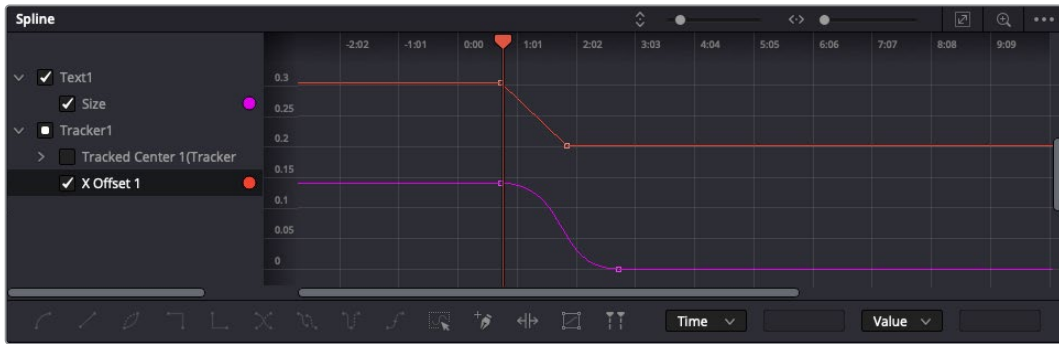 Spline
-2:02 -1:01 0:00 1:01 2:02 3:03 4:04 5:05 6:06 7:07 8:08 9:09
Text1
Size
Tracker1
Tracked Center 1(Tracker
X Offset 1
0.3
0.25
0.2
0.15
0.1
0.05
0
Time
Value